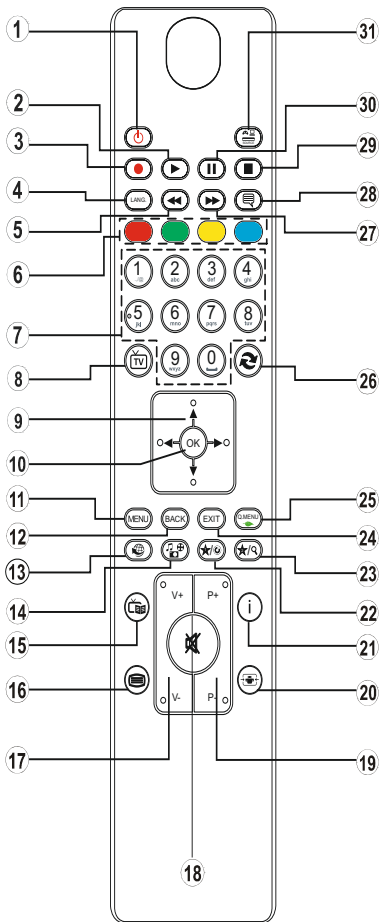 1
31
2
30
3
29
4
LANG.
28
5
27
6
1
2
abc
3
def
4
ghi
5
jkl
6
mno
7
pqrs
8
tuv
7
8
TV
9
wxyz
0
26
9
10
OK
11
MENU
BACK
EXIT
Q.MENU
25
12
24
13
23
14
22
15
V+
P+
i
21
16
20
V-
P-
17
19
18